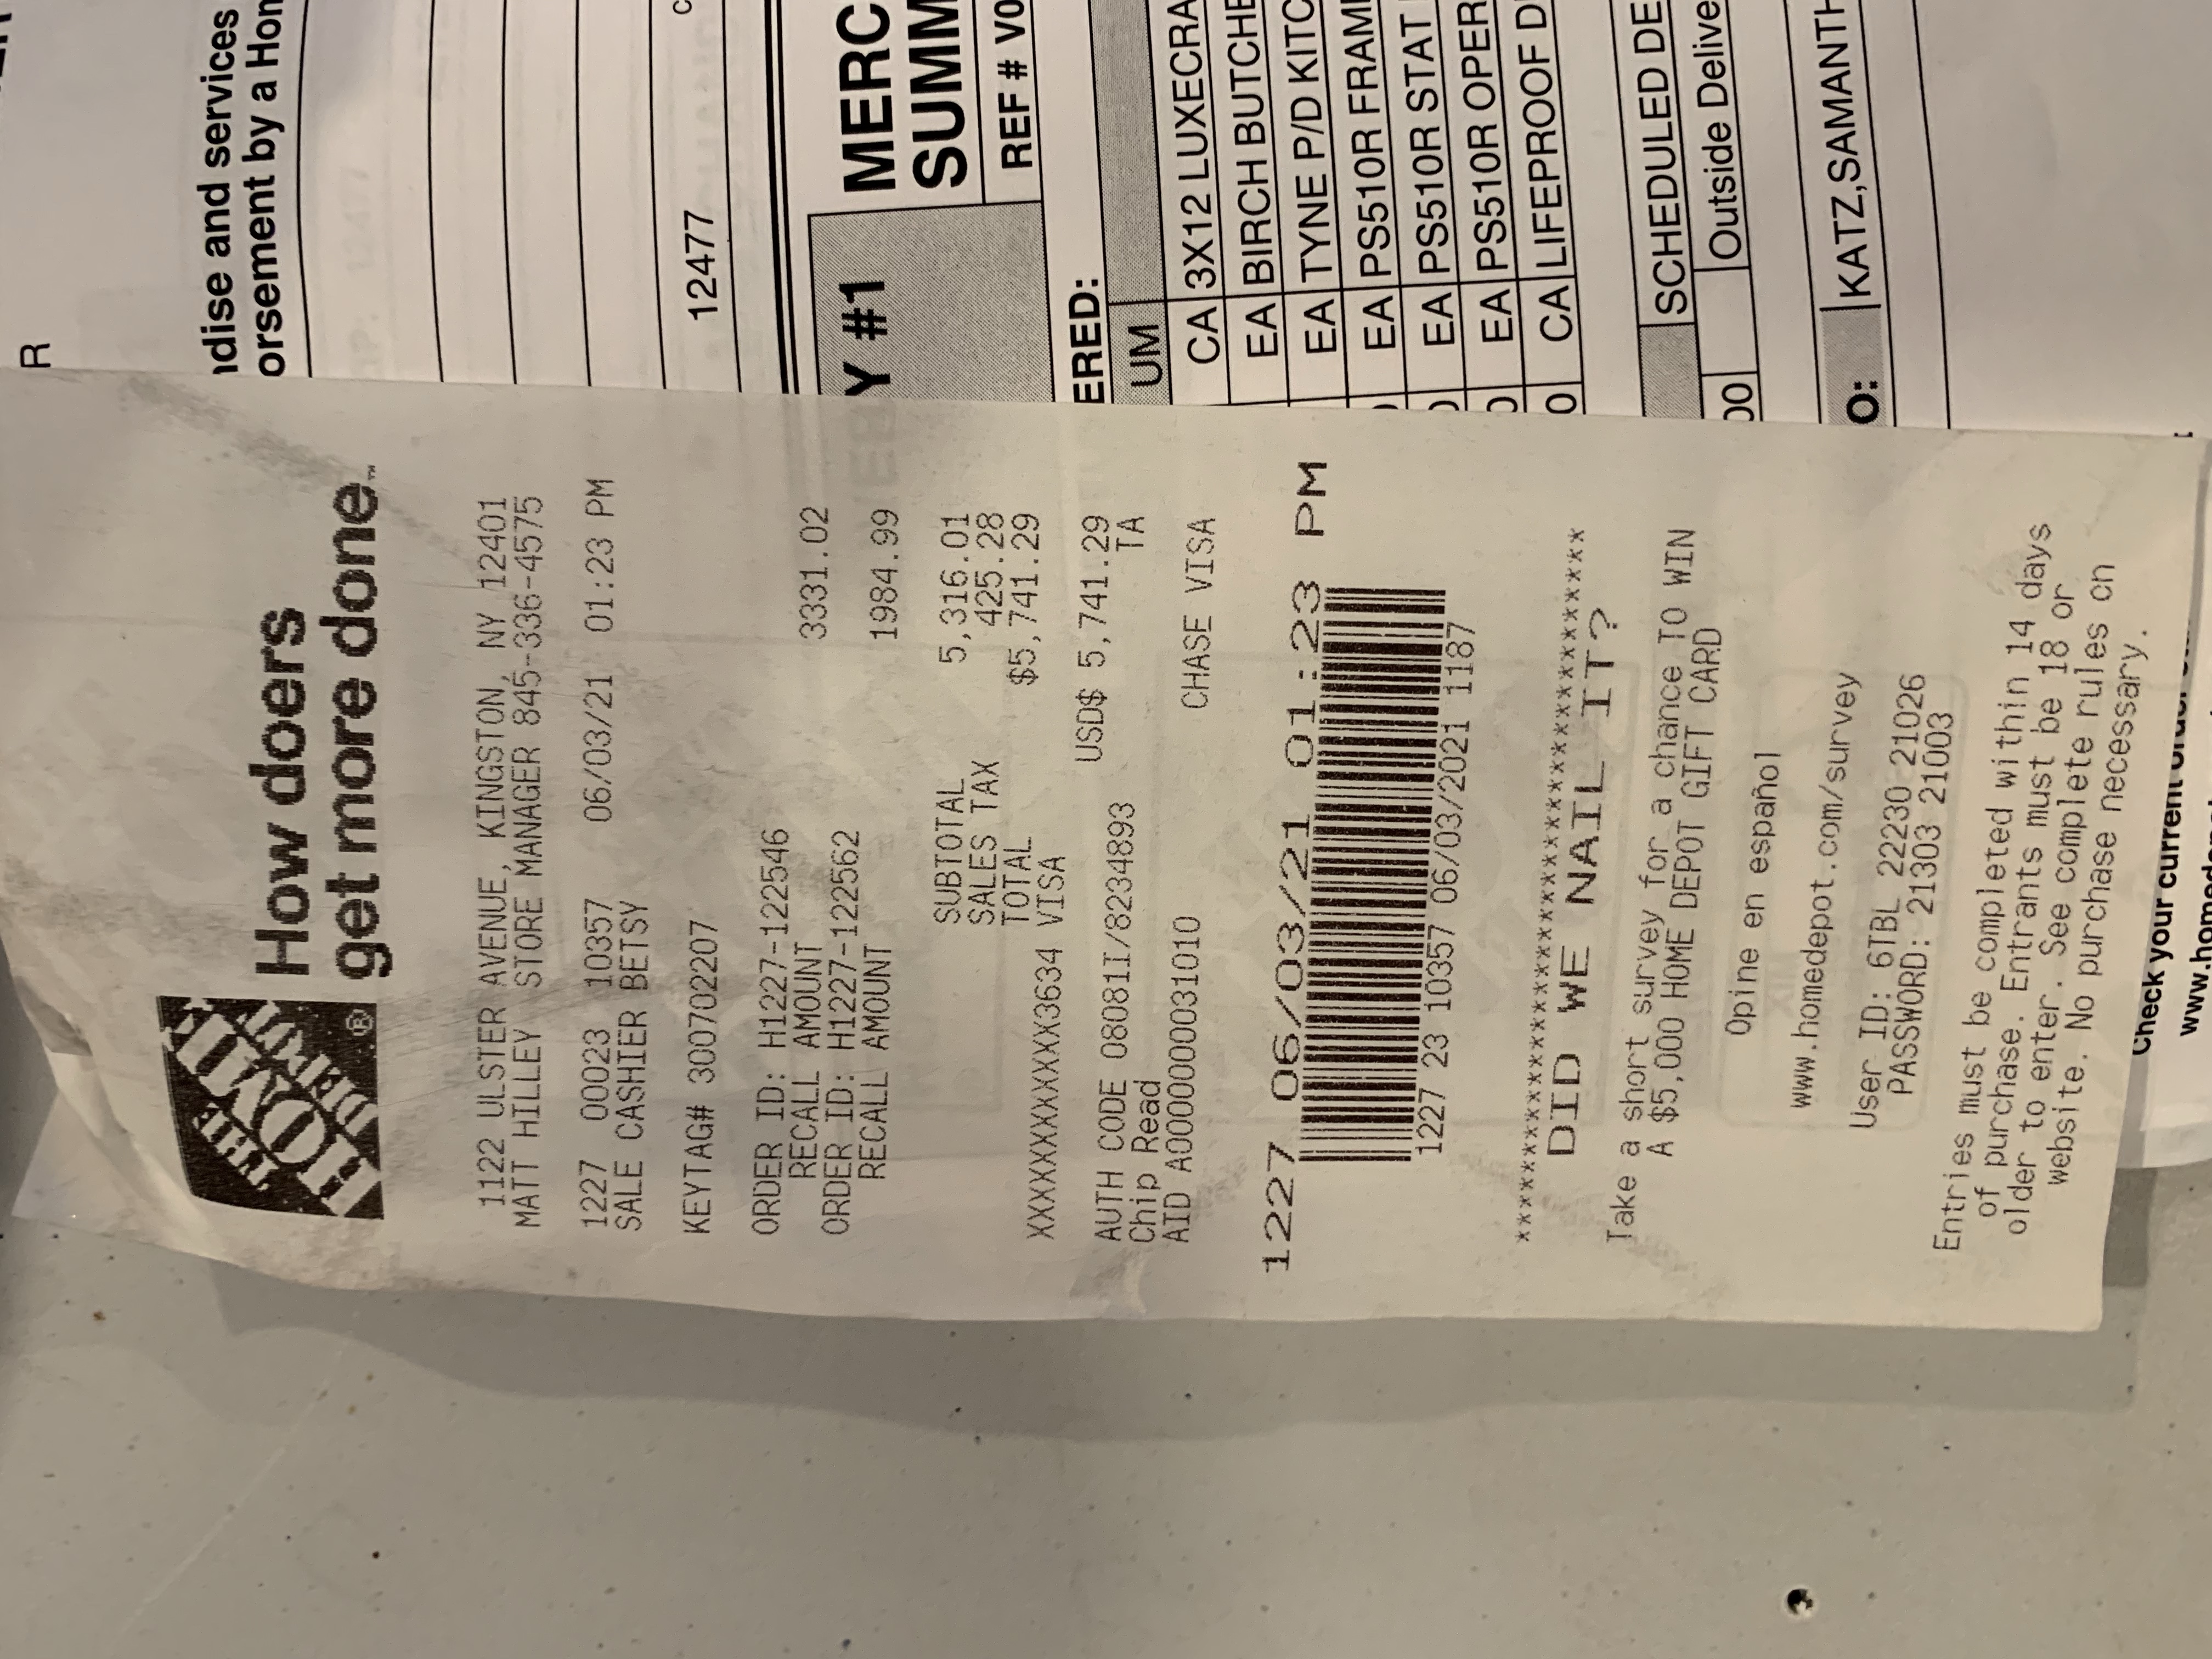 THE
HOME
DEPOT
®
How doers
get more done.™
1122 ULSTER AVENUE, KINGSTON, NY 12401
MATT HILLEY STORE MANAGER 845-336-4575
1227 00023 10357 06/03/21 01:23 PM
SALE CASHIER BETSY
KEYTAG# 300702207
ORDER ID: H1227-122546
RECALL AMOUNT 3331.02
ORDER ID: H1227-122562
RECALL AMOUNT 1984.99
SUBTOTAL 5,316.01
SALES TAX 425.28
TOTAL $5,741.29
XXXXXXXXXXXX3634 VISA
USD$ 5,741.29
AUTH CODE 08081I/8234893 TA
Chip Read
AID A0000000031010 CHASE VISA
1227 06/03/21 01:23 PM
1227 23 10357 06/03/2021 1187
DID WE NAIL IT?
Take a short survey for a chance TO WIN
A $5,000 HOME DEPOT GIFT CARD
Opine en español
www.homedepot.com/survey
User ID: 6TBL 22230 21026
PASSWORD: 21303 21003
Entries must be completed within 14 days
of purchase. Entrants must be 18 or
older to enter. See complete rules on
website. No purchase necessary.
R
and services
by a
12477
Y #1
MERC
SUMM
REF # V0
ERED:
UM
CA 3X12 LUXECRA
EA BIRCH BUTCHE
EA TYNE P/D KITC
EA PS510R FRAM
EA PS510R STAT
EA PS510R OPER
CA LIFEPROOF D
SCHEDULED DE
Outside Delive
O: KATZ,SAMANTH
Check your current